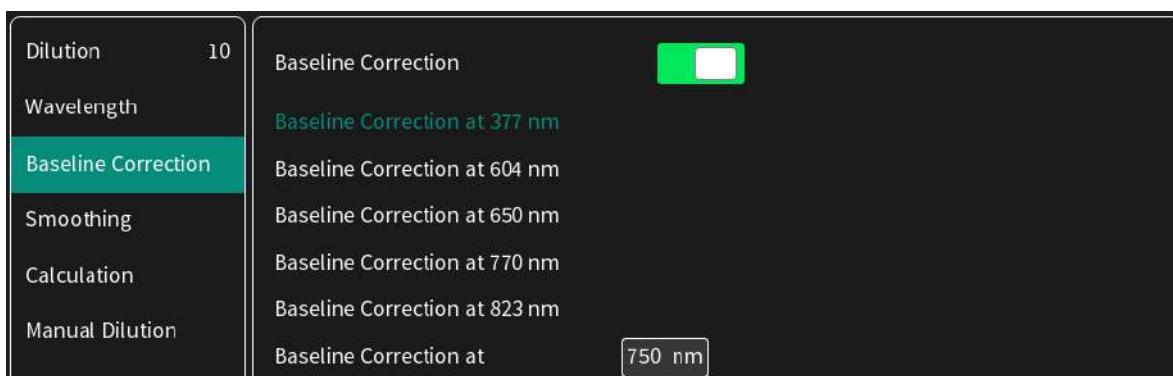 Dilution 10
Wavelength
Baseline Correction
Smoothing
Calculation
Manual Dilution
Baseline Correction
Baseline Correction at 377 nm
Baseline Correction at 604 nm
Baseline Correction at 650 nm
Baseline Correction at 770 nm
Baseline Correction at 823 nm
Baseline Correction at 750 nm